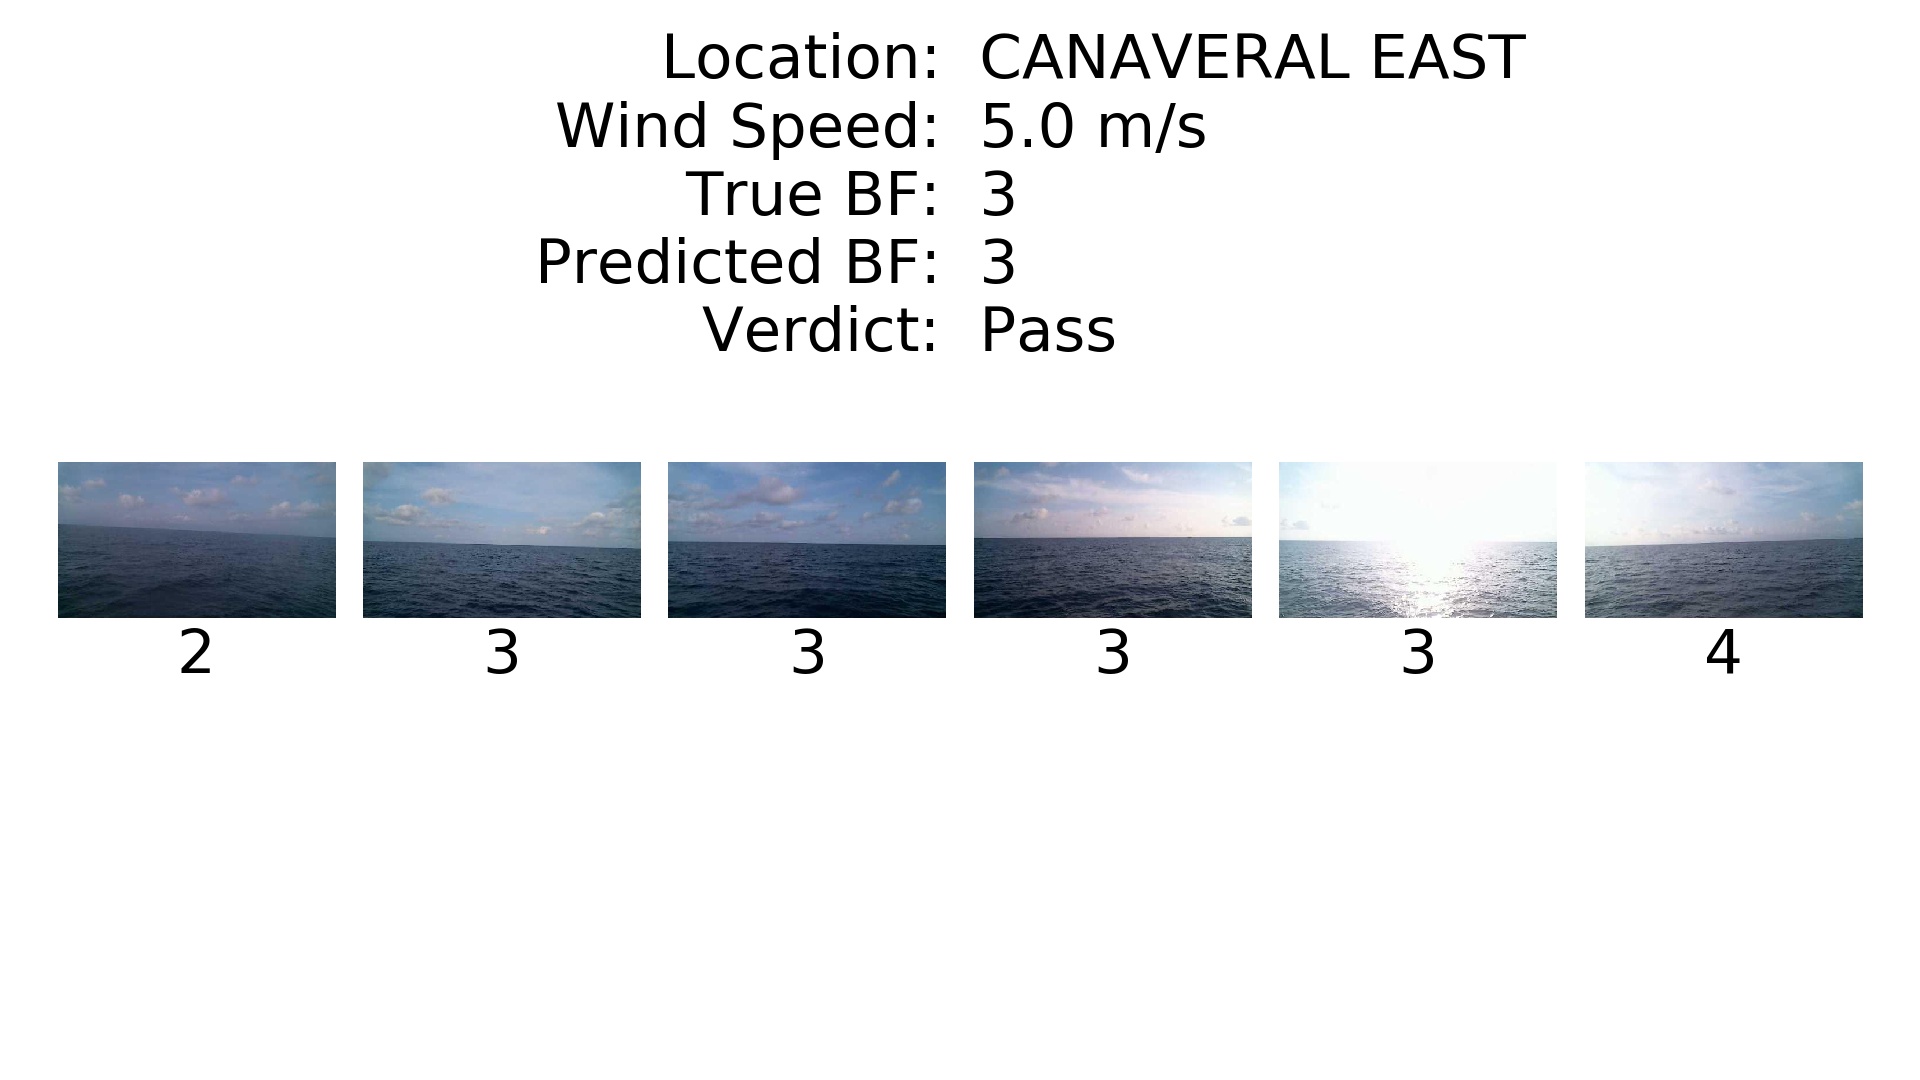 Location: CANAVERAL EAST
Wind Speed: 5.0 m/s
True BF: 3
Predicted BF: 3
Verdict: Pass
2 3 3 3 3 4